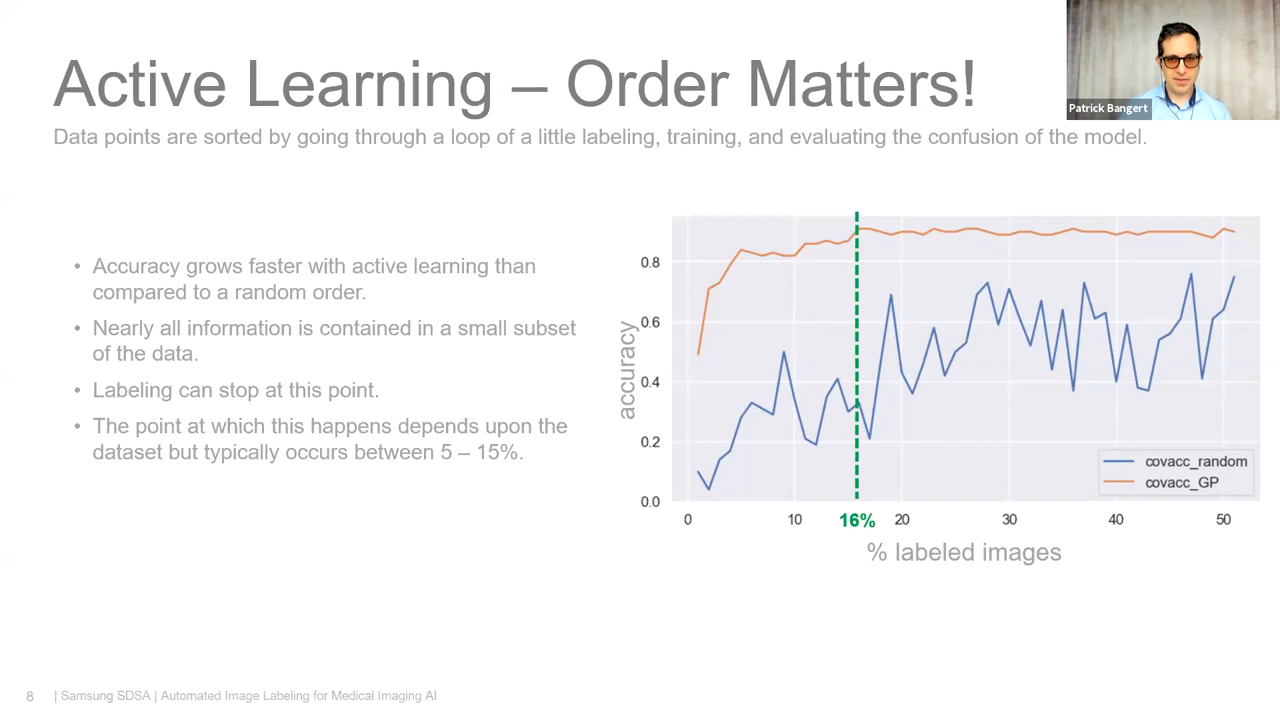 Active Learning – Order Matters!
Patrick Bangert
Data points are sorted by going through a loop of a little labeling, training, and evaluating the confusion of the model.
• Accuracy grows faster with active learning than
compared to a random order.
• Nearly all information is contained in a small subset
of the data.
• Labeling can stop at this point.
• The point at which this happens depends upon the
dataset but typically occurs between 5 – 15%.
accuracy
0.8
0.6
0.4
0.2
0.0
covacc_random
covacc_GP
0 10 16% 20 30 40 50
% labeled images
8 | Samsung SDSA | Automated Image Labeling for Medical Imaging AI